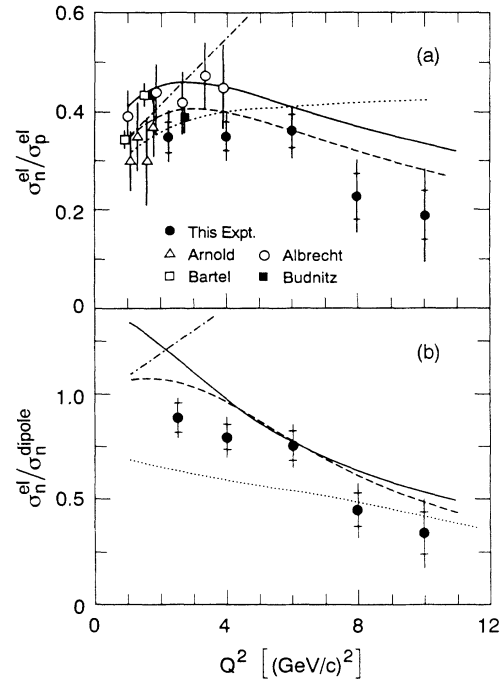 0.6
(a)
0.4
σₙᵉˡ/σₚᵉˡ
0.2
This Expt.
Arnold
Albrecht
Bartel
Budnitz
0
(b)
1.0
σₙᵉˡ/σₙᵈⁱᵖᵒˡᵉ
0.5
0
0 4 8 12
Q² [(GeV/c)²]